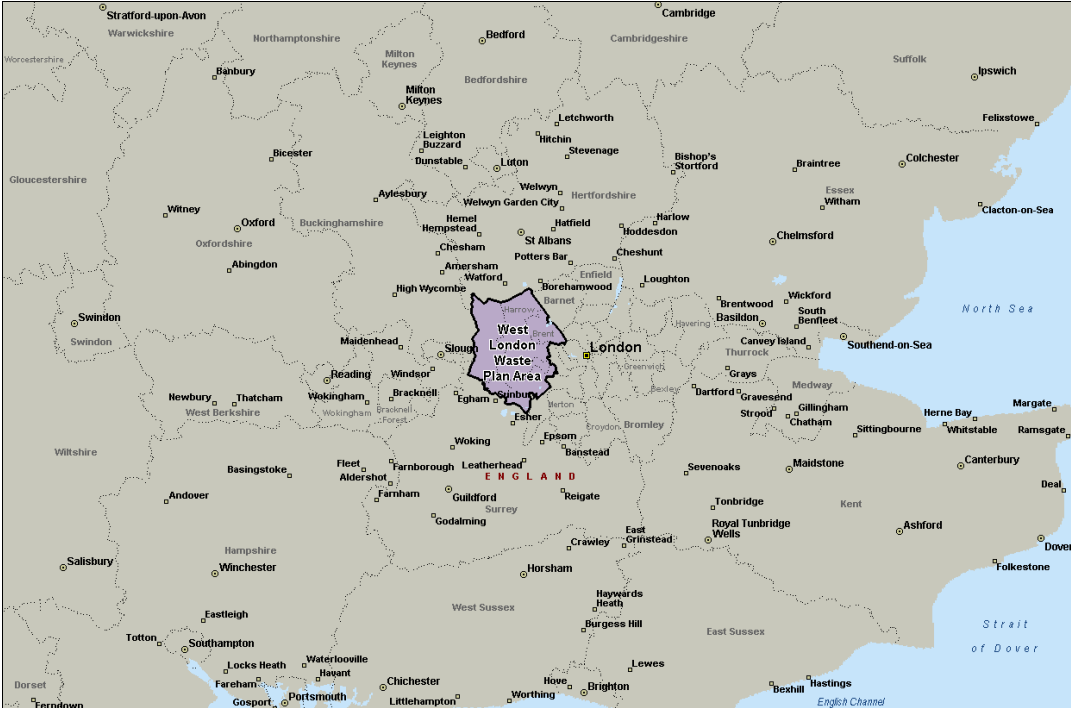 Stratford-upon-Avon
Cambridge
Warwickshire
Northamptonshire
Bedford
Cambridgeshire
Worcestershire
Milton
Keynes
Suffolk
Banbury
Bedfordshire
Ipswich
Milton
Keynes
Letchworth
Felixstowe
Leighton
Buzzard
Hitchin
Stevenage
Bicester
Dunstable
Luton
Bishop's
Stortford
Braintree
Colchester
Gloucestershire
Aylesbury
Welwyn
Hertfordshire
Essex
Welwyn Garden City
Witham
Witney
Clacton-on-Sea
Oxford
Buckinghamshire
Hemel
Hempstead
Hatfield
Harlow
Hoddesdon
Oxfordshire
St Albans
Chelmsford
Chesham
Potters Bar
Cheshunt
Abingdon
Amersham
Enfield
Watford
Loughton
High Wycombe
Borehamwood
Barnet
Wickford
Brentwood
North Sea
Harrow
South
Benfleet
Swindon
Basildon
Havering
West
London
Waste
Plan Area
Brent
Swindon
Maidenhead
Slough
London
Canvey Island
Southend-on-Sea
Thurrock
Greenwich
Windsor
Grays
Reading
Bexley
Medway
Newbury
Thatcham
Wokingham
Bracknell
Egham
Sunbury
Dartford
Gravesend
Margate
West Berkshire
Wokingham
Bracknell
Forest
Merton
Strood
Gillingham
Chatham
Herne Bay
Esher
Croydon
Bromley
Whitstable
Ramsgate
Sittingbourne
Woking
Epsom
Banstead
Wiltshire
Fleet
Farnborough
Leatherhead
Basingstoke
Aldershot
ENGLAND
Sevenoaks
Maidstone
Canterbury
Deal
Andover
Farnham
Guildford
Reigate
Tonbridge
Kent
Surrey
Godalming
Royal Tunbridge
Wells
Ashford
East
Grinstead
Crawley
Dover
Hampshire
Salisbury
Winchester
Horsham
Folkestone
Haywards
Heath
West Sussex
Eastleigh
Burgess Hill
East Sussex
Strait
of Dover
Totton
Southampton
Locks Heath
Waterlooville
Lewes
Havant
Dorset
Fareham
Chichester
Hove
Brighton
Hastings
Bexhill
Ferndown
Gosport
Portsmouth
Littlehampton
Worthing
English Channel